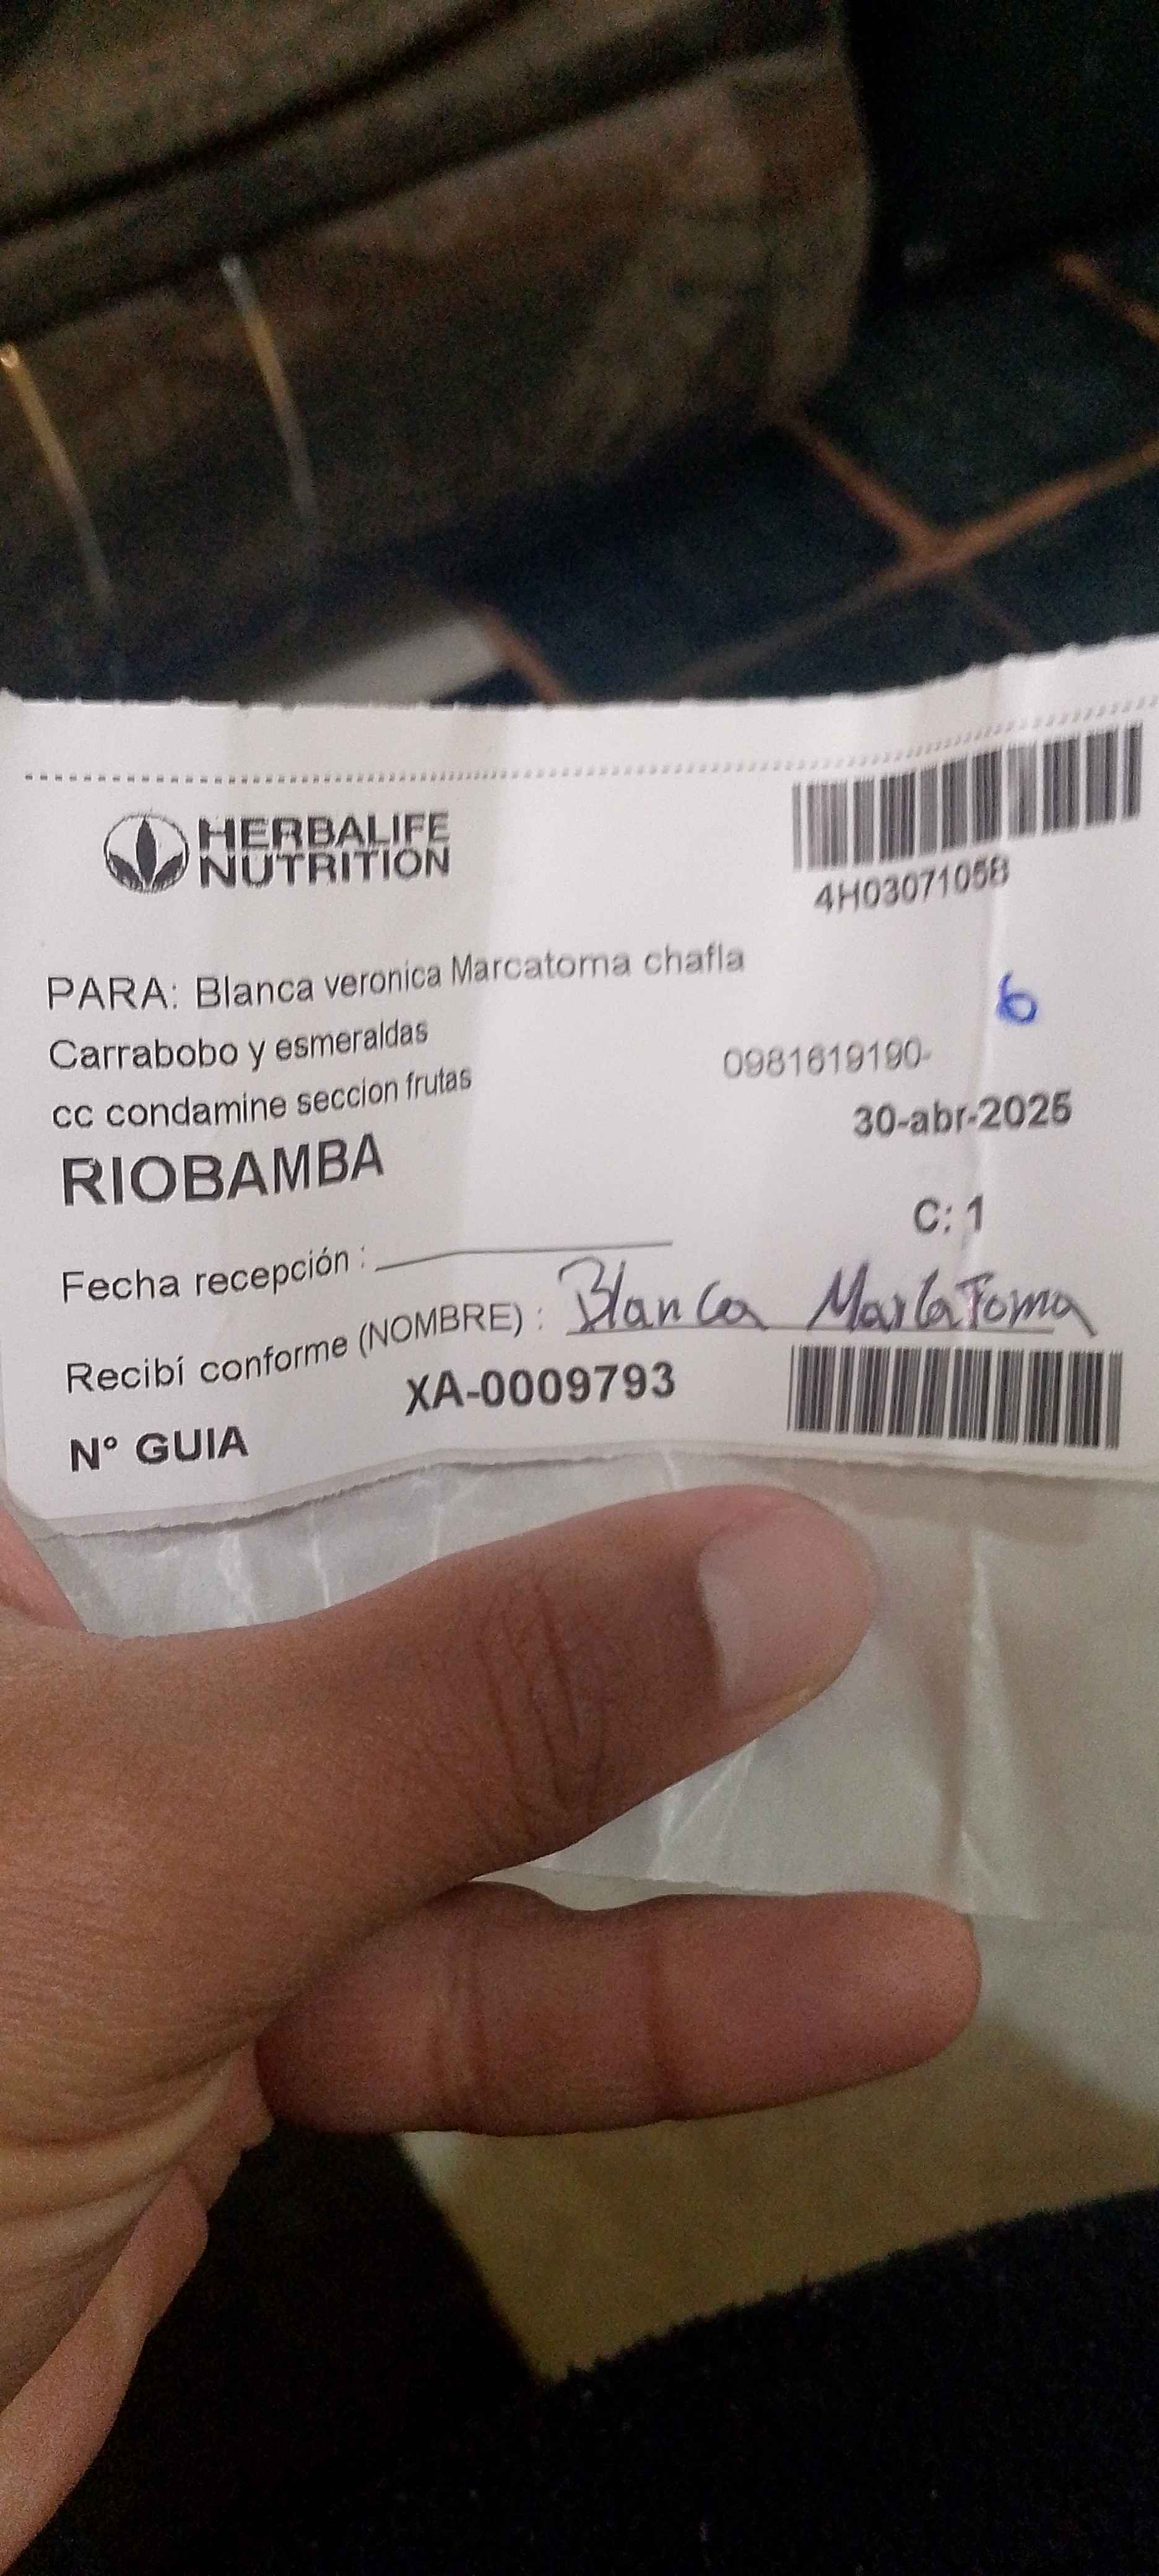 HERBALIFE
NUTRITION
4H03071058
PARA: Blanca veronica Marcatoma chafla
6
Carrabobo y esmeraldas
0981619190-
cc condamine seccion frutas
30-abr-2025
RIOBAMBA
C: 1
Fecha recepción :
Recibí conforme (NOMBRE) : Blanca MarcaToma
XA-0009793
N° GUIA